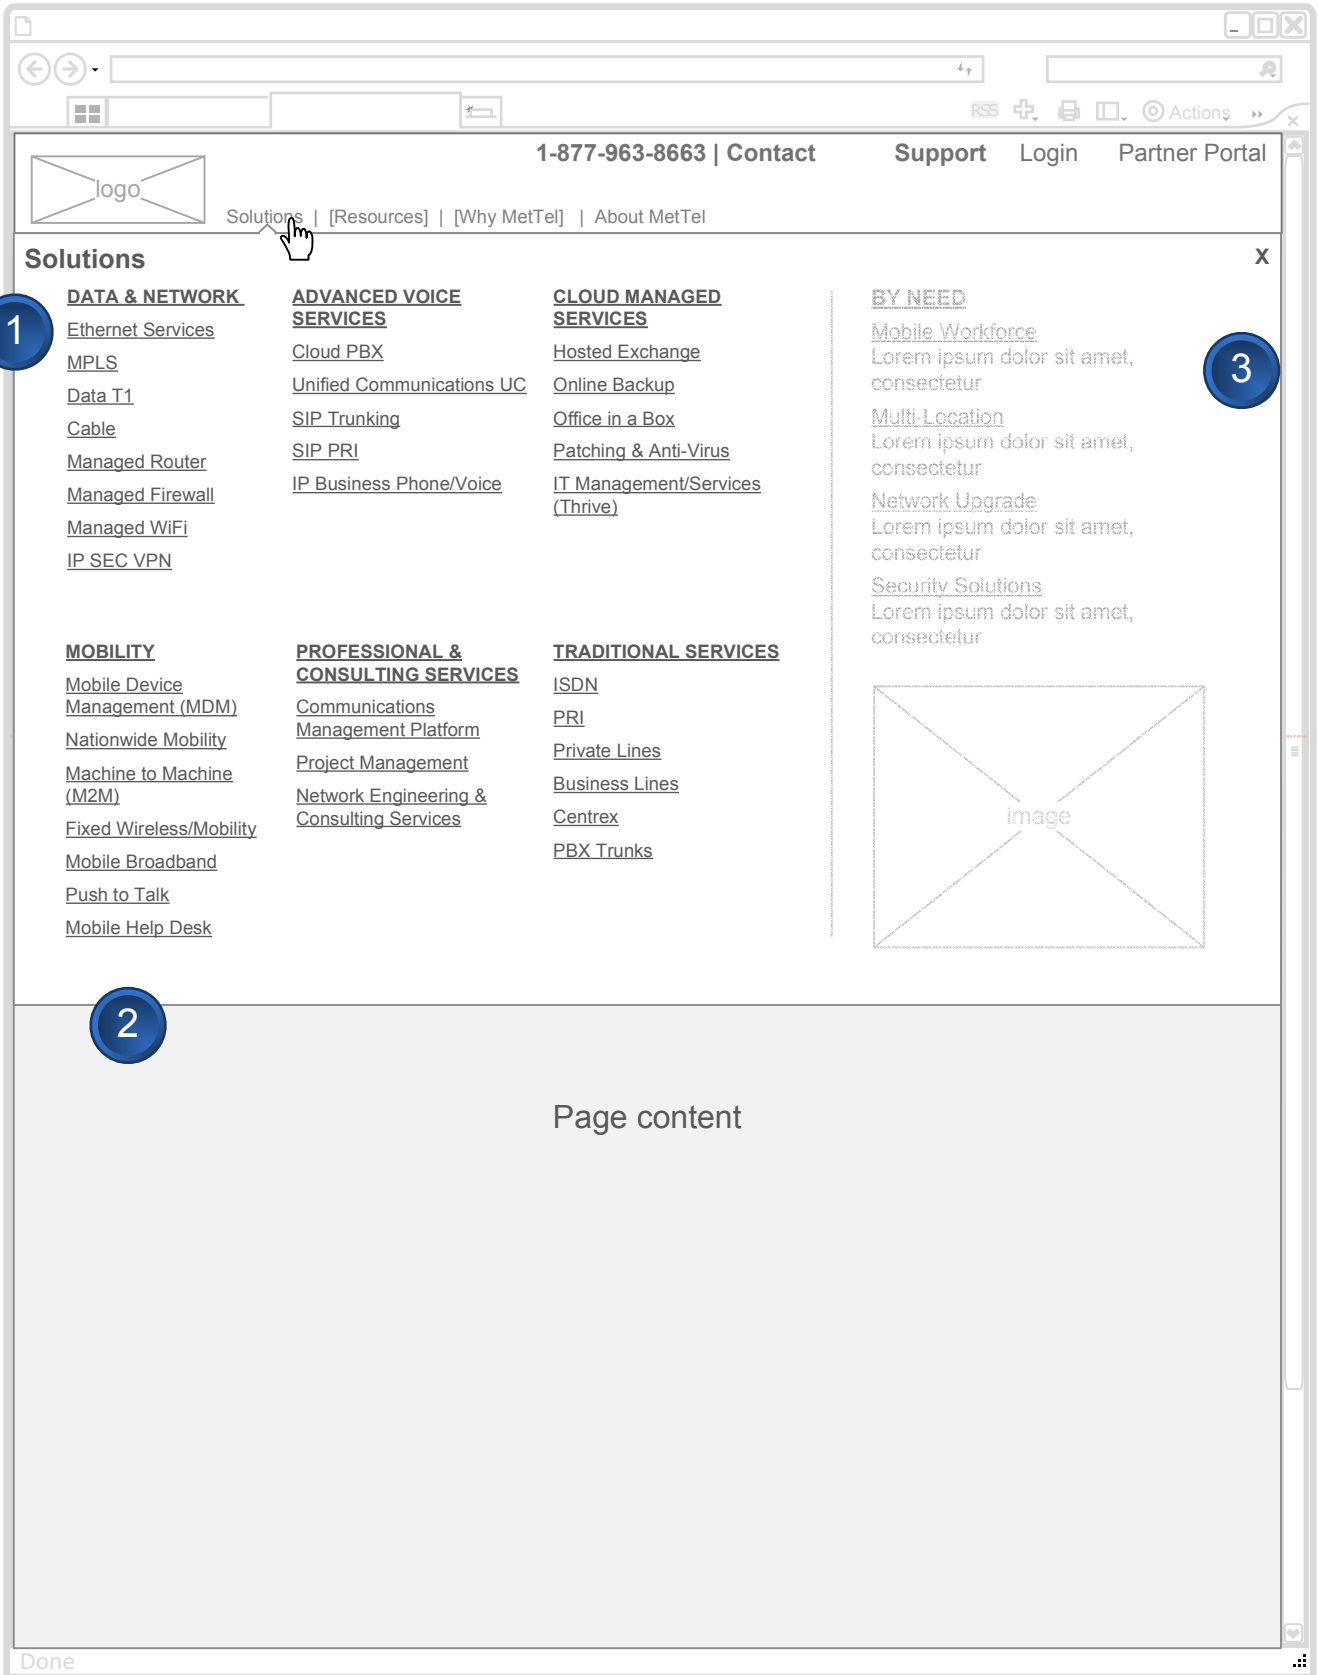 RSS
Actions
1-877-963-8663 | Contact
Support
Login
Partner Portal
logo
Solutions | [Resources] | [Why MetTel] | About MetTel
Solutions
X
1
DATA & NETWORK
Ethernet Services
MPLS
Data T1
Cable
Managed Router
Managed Firewall
Managed WiFi
IP SEC VPN
ADVANCED VOICE
SERVICES
Cloud PBX
Unified Communications UC
SIP Trunking
SIP PRI
IP Business Phone/Voice
CLOUD MANAGED
SERVICES
Hosted Exchange
Online Backup
Office in a Box
Patching & Anti-Virus
IT Management/Services
(Thrive)
BY NEED
Mobile Workforce
Lorem ipsum dolor sit amet,
consectetur
Multi-Location
Lorem ipsum dolor sit amet,
consectetur
Network Upgrade
Lorem ipsum dolor sit amet,
consectetur
Security Solutions
Lorem ipsum dolor sit amet,
consectetur
3
MOBILITY
Mobile Device
Management (MDM)
Nationwide Mobility
Machine to Machine
(M2M)
Fixed Wireless/Mobility
Mobile Broadband
Push to Talk
Mobile Help Desk
PROFESSIONAL &
CONSULTING SERVICES
Communications
Management Platform
Project Management
Network Engineering &
Consulting Services
TRADITIONAL SERVICES
ISDN
PRI
Private Lines
Business Lines
Centrex
PBX Trunks
image
2
Page content
Done